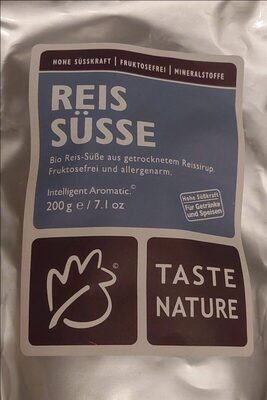 HOHE SÜSSKRAFT | FRUKTOSEFREI | MINERALSTOFFE
REIS
SÜSSE
Bio Reis-Süße aus getrocknetem Reissirup.
Fruktosefrei und allergenarm.
Intelligent Aromatic.©
200 g e / 7.1 oz
Hohe Süßkraft
Für Getränke
und Speisen
©
TASTE
NATURE